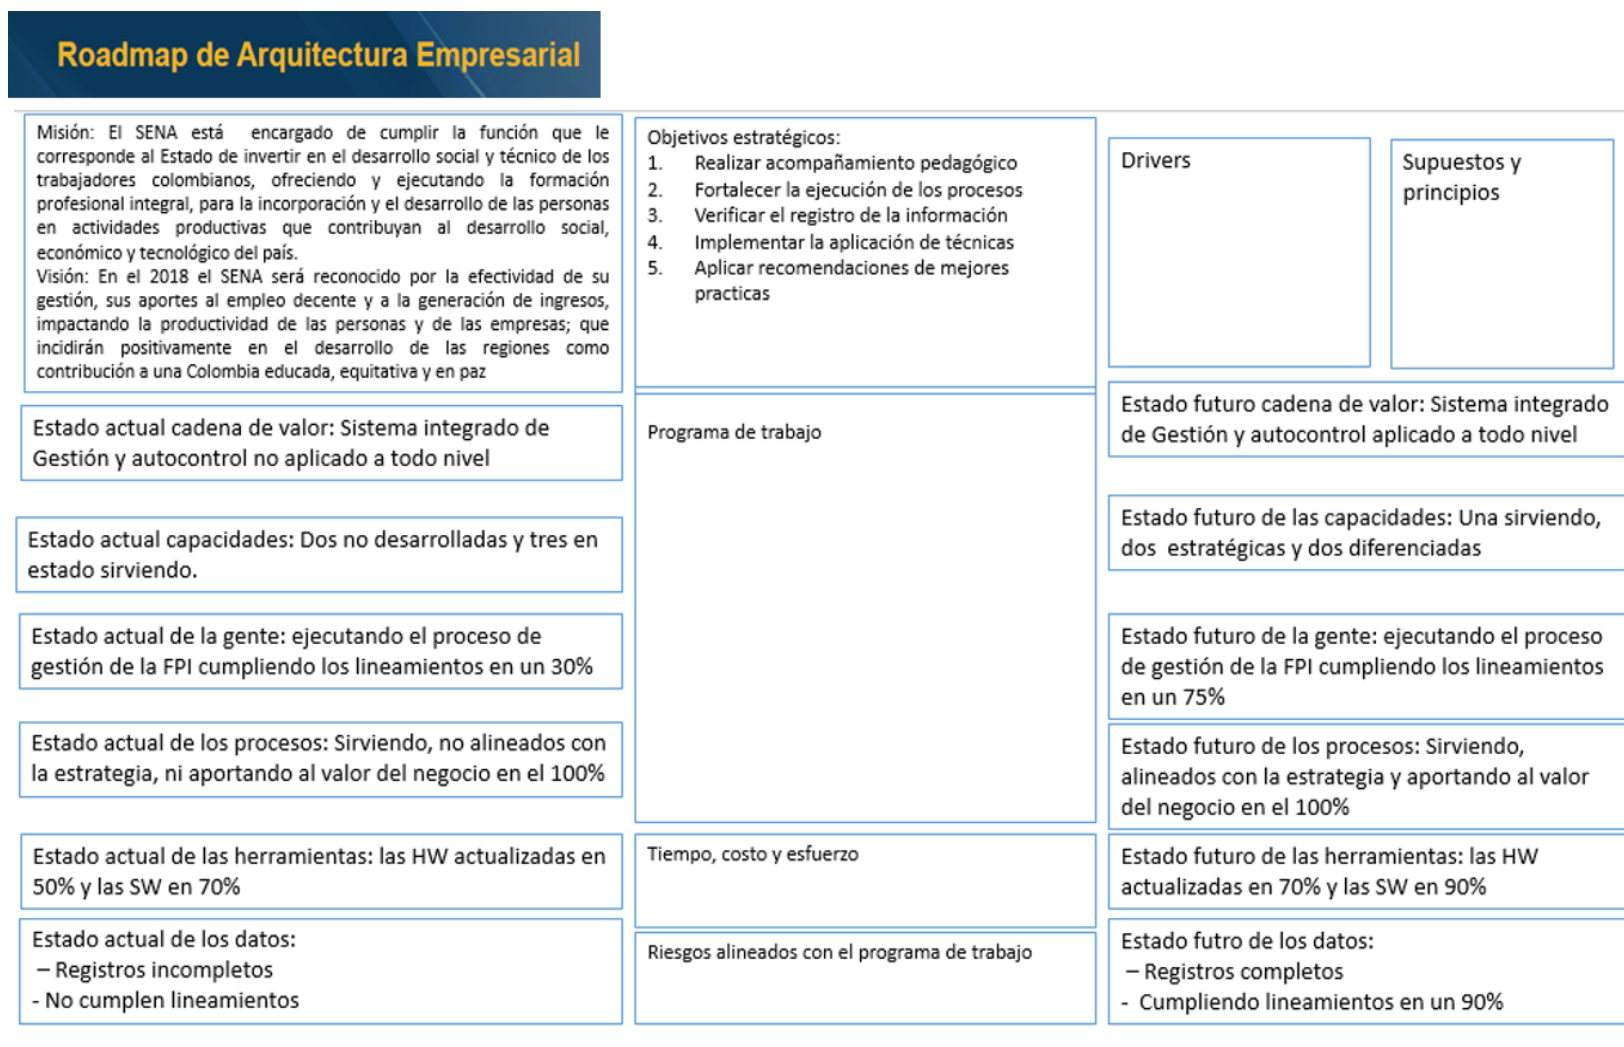 Roadmap de Arquitectura Empresarial
Misión: El SENA está encargado de cumplir la función que le
corresponde al Estado de invertir en el desarrollo social y técnico de los
trabajadores colombianos, ofreciendo y ejecutando la formación
profesional integral, para la incorporación y el desarrollo de las personas
en actividades productivas que contribuyan al desarrollo social,
económico y tecnológico del país.
Visión: En el 2018 el SENA será reconocido por la efectividad de su
gestión, sus aportes al empleo decente y a la generación de ingresos,
impactando la productividad de las personas y de las empresas; que
incidirán positivamente en el desarrollo de las regiones como
contribución a una Colombia educada, equitativa y en paz
Objetivos estratégicos:
1. Realizar acompañamiento pedagógico
2. Fortalecer la ejecución de los procesos
3. Verificar el registro de la información
4. Implementar la aplicación de técnicas
5. Aplicar recomendaciones de mejores
practicas
Drivers
Supuestos y
principios
Estado actual cadena de valor: Sistema integrado de
Gestión y autocontrol no aplicado a todo nivel
Estado actual capacidades: Dos no desarrolladas y tres en
estado sirviendo.
Estado actual de la gente: ejecutando el proceso de
gestión de la FPI cumpliendo los lineamientos en un 30%
Estado actual de los procesos: Sirviendo, no alineados con
la estrategia, ni aportando al valor del negocio en el 100%
Estado actual de las herramientas: las HW actualizadas en
50% y las SW en 70%
Estado actual de los datos:
– Registros incompletos
- No cumplen lineamientos
Programa de trabajo
Tiempo, costo y esfuerzo
Riesgos alineados con el programa de trabajo
Estado futuro cadena de valor: Sistema integrado
de Gestión y autocontrol aplicado a todo nivel
Estado futuro de las capacidades: Una sirviendo,
dos estratégicas y dos diferenciadas
Estado futuro de la gente: ejecutando el proceso
de gestión de la FPI cumpliendo los lineamientos
en un 75%
Estado futuro de los procesos: Sirviendo,
alineados con la estrategia y aportando al valor
del negocio en el 100%
Estado futuro de las herramientas: las HW
actualizadas en 70% y las SW en 90%
Estado futro de los datos:
– Registros completos
- Cumpliendo lineamientos en un 90%